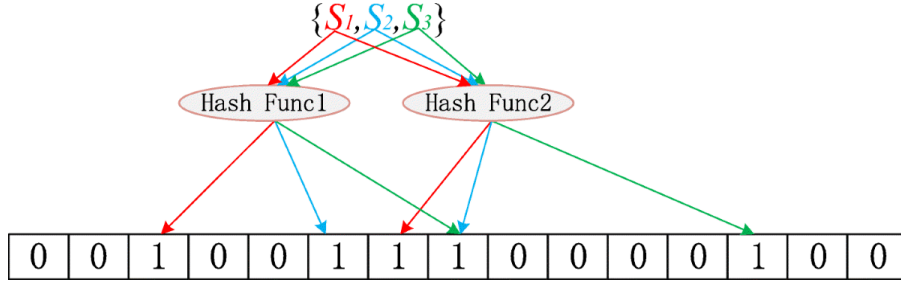 {S1,S2,S3}
Hash Func1 Hash Func2
0 0 1 0 0 1 1 1 0 0 0 0 1 0 0